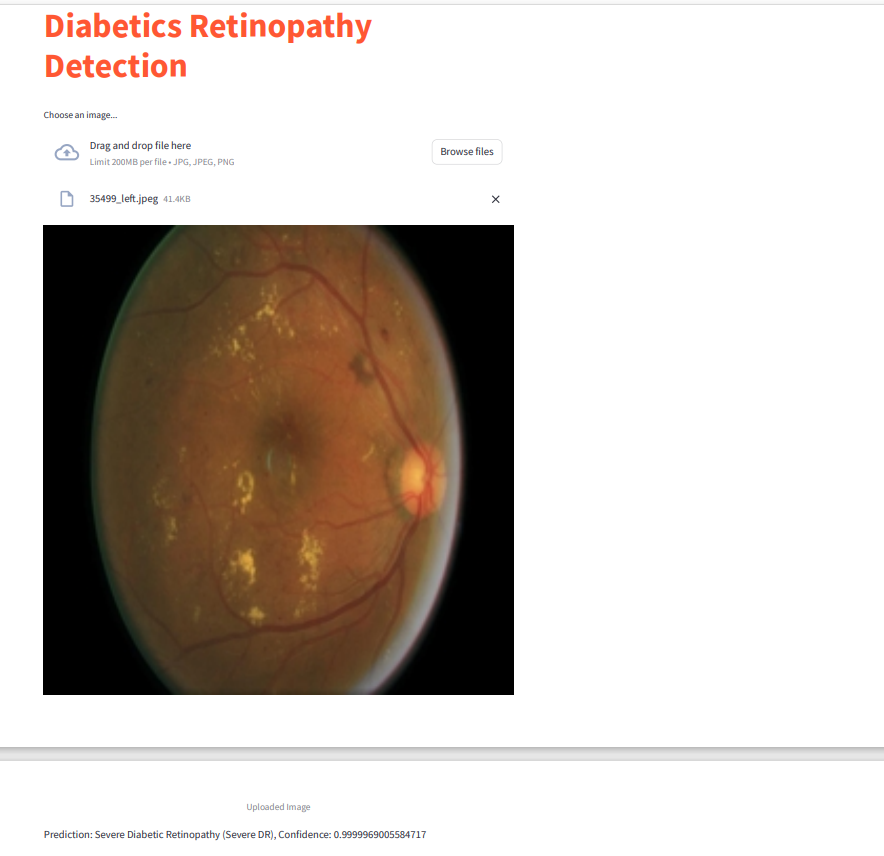 Diabetics Retinopathy
Detection
Choose an image...
Drag and drop file here
Limit 200MB per file • JPG, JPEG, PNG
Browse files
35499_left.jpeg 41.4KB
Uploaded Image
Prediction: Severe Diabetic Retinopathy (Severe DR), Confidence: 0.9999969005584717